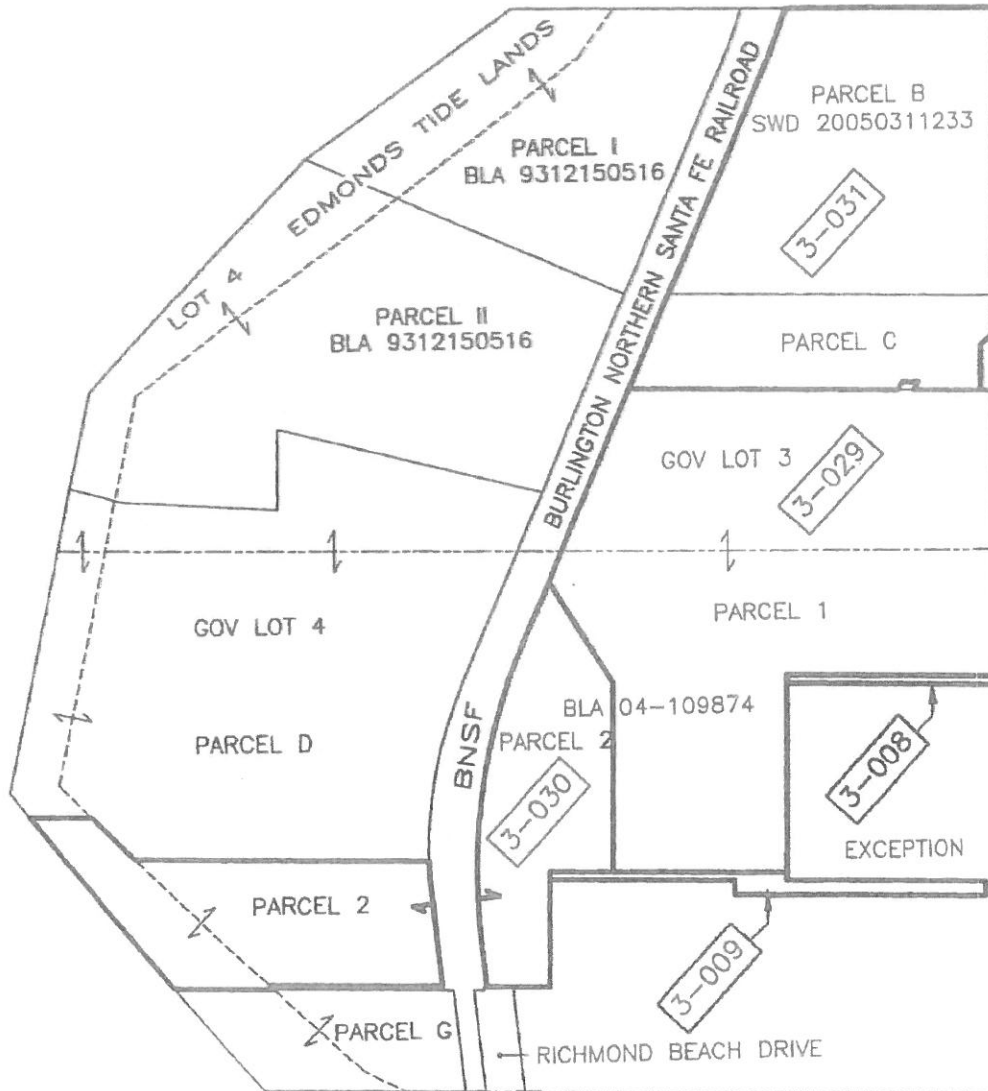 EDMONDS TIDE LANDS
LOT 4
PARCEL I
BLA 9312150516
BURLINGTON NORTHERN SANTA FE RAILROAD
PARCEL B
SWD 20050311233
3-031
PARCEL II
BLA 9312150516
PARCEL C
GOV LOT 3
3-029
GOV LOT 4
PARCEL 1
PARCEL D
BNSF
BLA 04-109874
PARCEL 2
3-030
3-008
EXCEPTION
PARCEL 2
3-009
PARCEL G
RICHMOND BEACH DRIVE